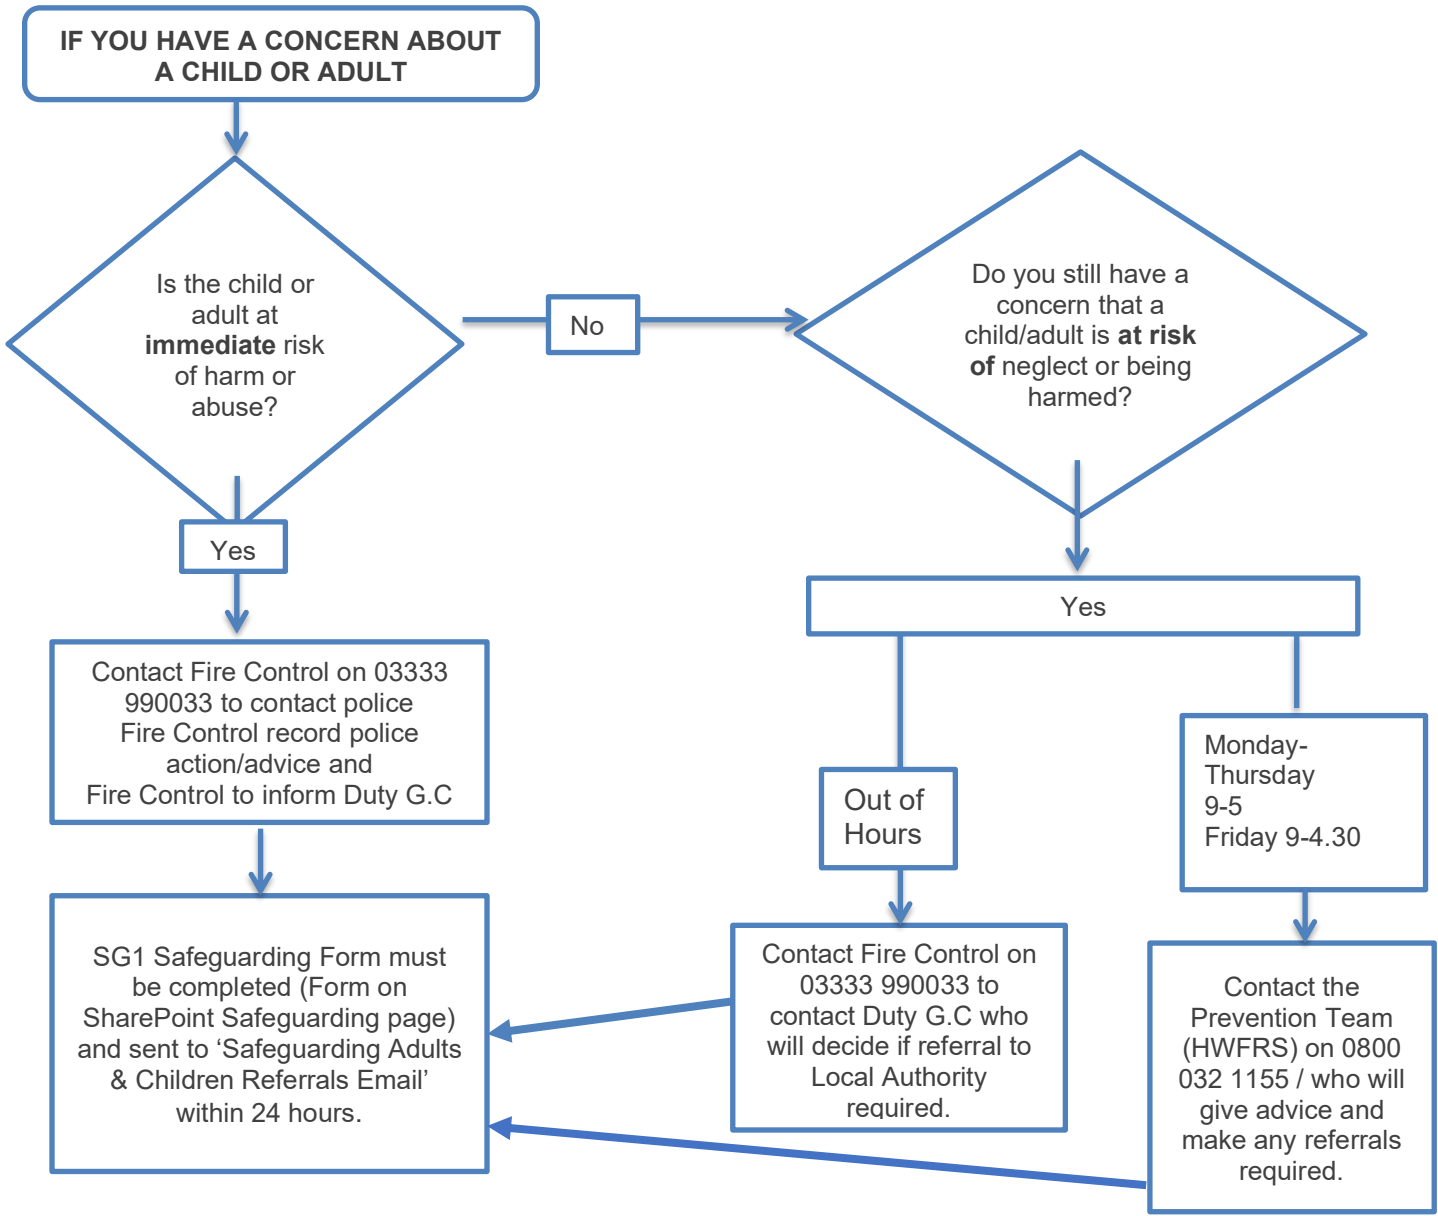 IF YOU HAVE A CONCERN ABOUT
A CHILD OR ADULT
Is the child or
adult at
immediate risk
of harm or
abuse?
No
Do you still have a
concern that a
child/adult is at risk
of neglect or being
harmed?
Yes
Yes
Contact Fire Control on 03333
990033 to contact police
Fire Control record police
action/advice and
Fire Control to inform Duty G.C
Out of
Hours
Monday-
Thursday
9-5
Friday 9-4.30
SG1 Safeguarding Form must
be completed (Form on
SharePoint Safeguarding page)
and sent to ‘Safeguarding Adults
& Children Referrals Email’
within 24 hours.
Contact Fire Control on
03333 990033 to
contact Duty G.C who
will decide if referral to
Local Authority
required.
Contact the
Prevention Team
(HWFRS) on 0800
032 1155 / who will
give advice and
make any referrals
required.